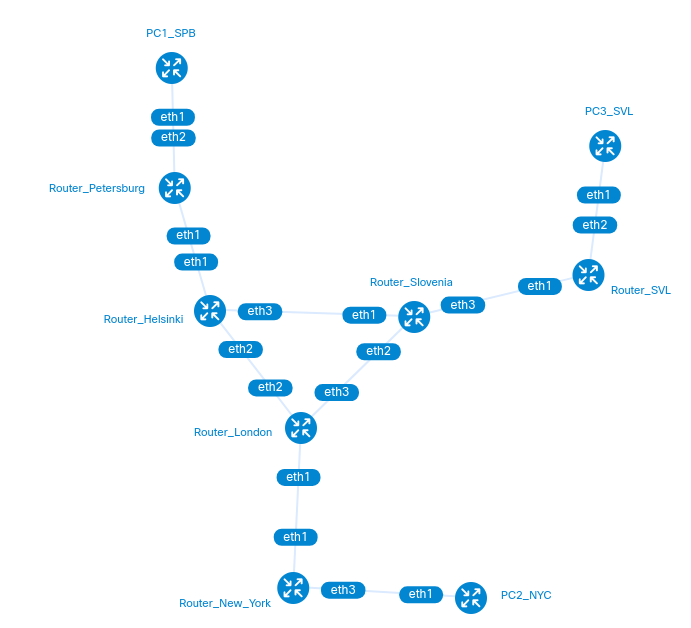 PC1_SPB
eth1
eth2
Router_Petersburg
eth1
eth1
Router_Helsinki
eth3
eth1
Router_Slovenia
eth3
eth1
Router_SVL
eth2
eth1
PC3_SVL
eth2
eth2
eth2
eth3
Router_London
eth1
eth1
Router_New_York
eth3
eth1
PC2_NYC